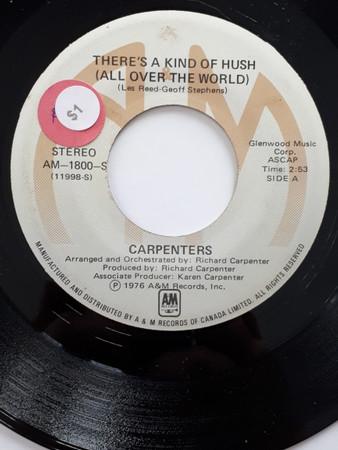 THERE'S A KIND OF HUSH
(ALL OVER THE WORLD)
(Les Reed-Geoff Stephens)
$1
STEREO
AM—1800—S
(11998-S)
Glenwood Music
Corp.
ASCAP
Time: 2:53
SIDE A
CARPENTERS
Arranged and Orchestrated by: Richard Carpenter
Produced by: Richard Carpenter
Associate Producer: Karen Carpenter
Ⓟ 1976 A&M Records, Inc.
AM
MANUFACTURED AND DISTRIBUTED BY A & M RECORDS OF CANADA LIMITED. ALL RIGHTS RESERVED